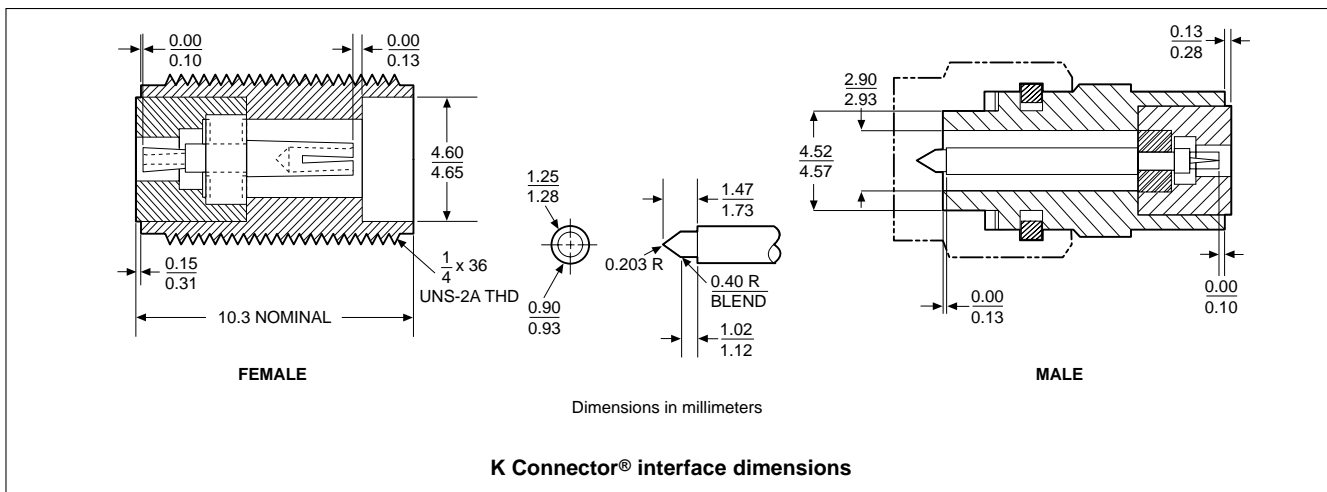 0.00
0.10
0.00
0.13
4.60
4.65
0.15
0.31
10.3 NOMINAL
1
4
x 36
UNS-2A THD
FEMALE
1.25
1.28
0.90
0.93
1.47
1.73
0.203 R
0.40 R
BLEND
1.02
1.12
2.90
2.93
4.52
4.57
0.13
0.28
0.00
0.13
0.00
0.10
MALE
Dimensions in millimeters
K Connector® interface dimensions